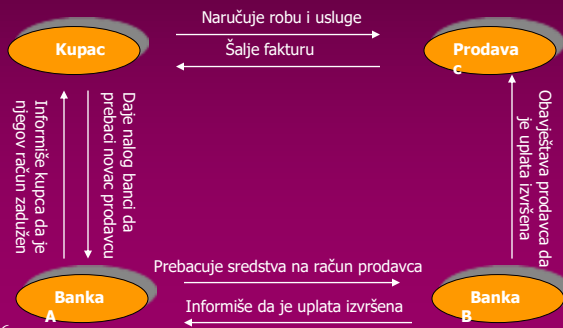 Naručuje robu i usluge
Kupac
Prodava
c
Šalje fakturu
Informiše kupca da je
njegov račun zadužen
Daje nalog banci da
prebaci novac prodavcu
Obavještava prodavca da
je uplata izvršena
Prebacuje sredstva na račun prodavca
Banka
A
Banka
B
Informiše da je uplata izvršena